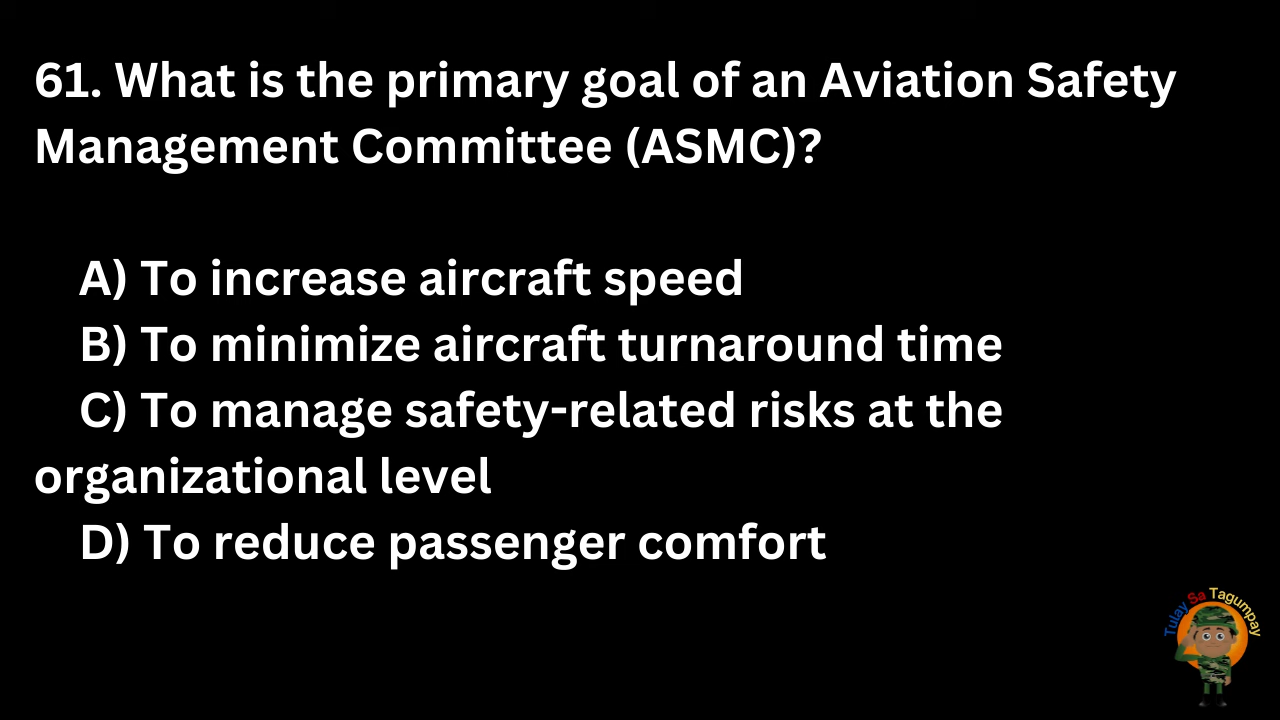 61. What is the primary goal of an Aviation Safety
Management Committee (ASMC)?
A) To increase aircraft speed
B) To minimize aircraft turnaround time
C) To manage safety-related risks at the
organizational level
D) To reduce passenger comfort
Tulay Sa Tagumpay